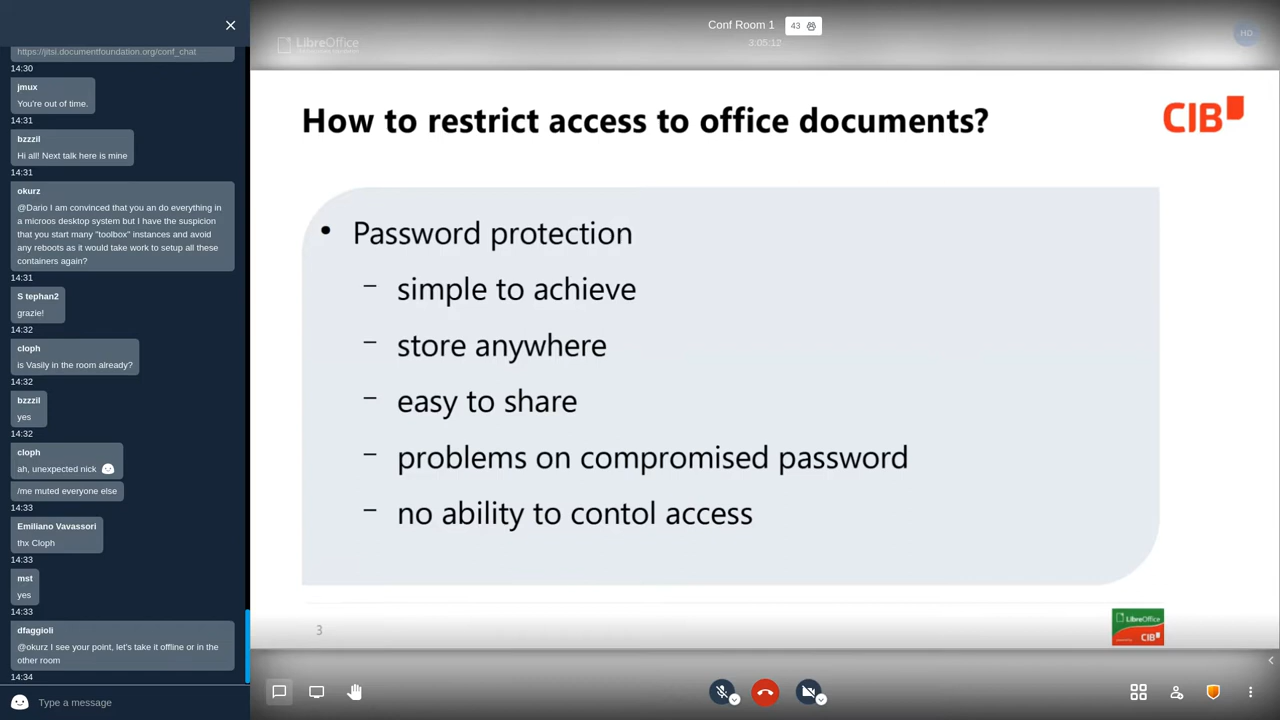 https://jitsi.documentfoundation.org/conf_chat
14:30
jmux
You're out of time.
14:31
bzzzil
Hi all! Next talk here is mine
14:31
okurz
@Dario I am convinced that you an do everything in
a microos desktop system but I have the suspicion
that you start many "toolbox" instances and avoid
any reboots as it would take work to setup all these
containers again?
14:31
S tephan2
grazie!
14:32
cloph
is Vasily in the room already?
14:32
bzzzil
yes
14:32
cloph
ah, unexpected nick
/me muted everyone else
14:33
Emiliano Vavassori
thx Cloph
14:33
mst
yes
14:33
dfaggioli
@okurz I see your point, let's take it offline or in the
other room
14:34
Type a message
Conf Room 1
43
3:05:12
LibreOffice
HD
How to restrict access to office documents?
CIB
• Password protection
– simple to achieve
– store anywhere
– easy to share
– problems on compromised password
– no ability to contol access
3
LibreOffice
CIB